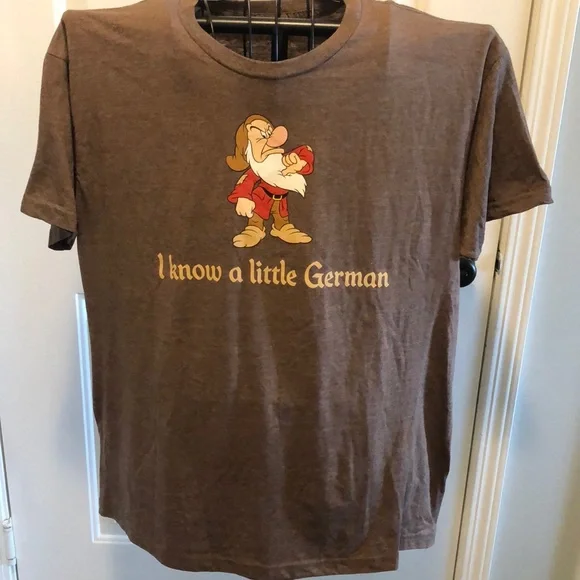 I know a little German